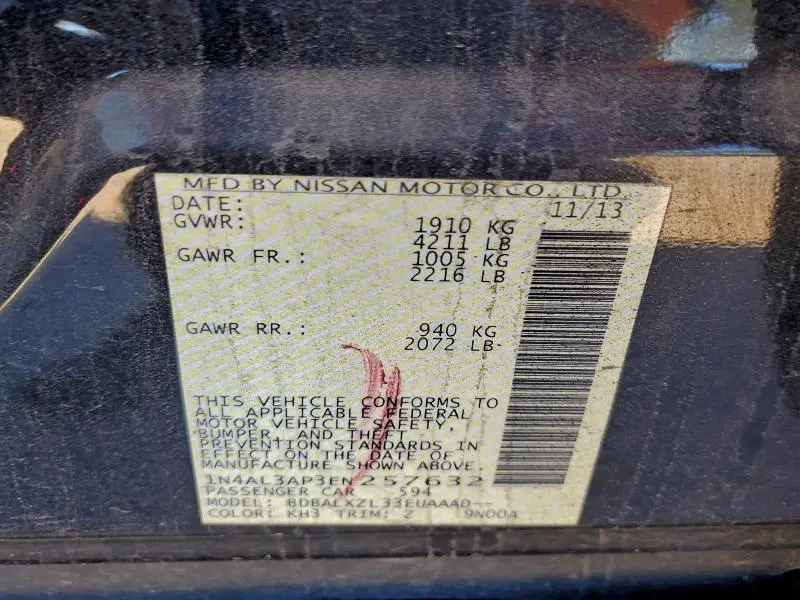 MFD BY NISSAN MOTOR CO., LTD.
DATE: 11/13
GVWR: 1910 KG
4211 LB
GAWR FR.: 1005 KG
2216 LB
GAWR RR.: 940 KG
2072 LB
THIS VEHICLE CONFORMS TO
ALL APPLICABLE FEDERAL
MOTOR VEHICLE SAFETY,
BUMPER, AND THEFT
PREVENTION STANDARDS IN
EFFECT ON THE DATE OF
MANUFACTURE SHOWN ABOVE.
1N4AL3AP3EN257632
PASSENGER CAR 594
MODEL: BDBALXZL33EUAAAD--
COLOR: KH3 TRIM: Z 9N00A